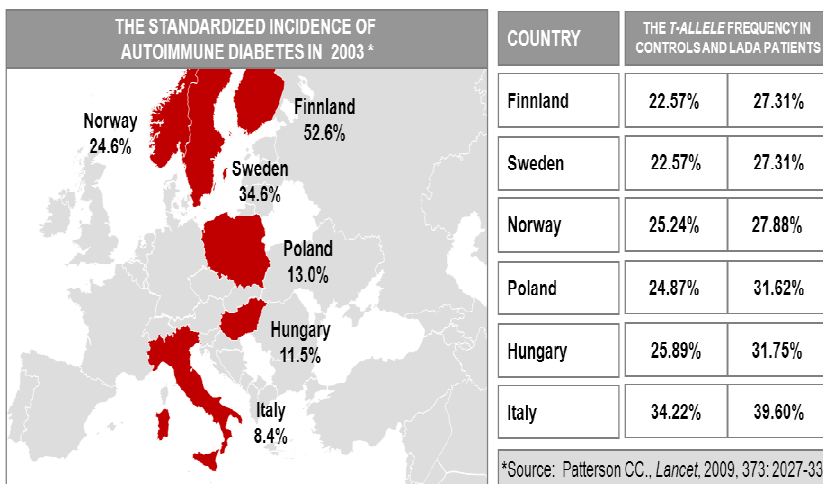 THE STANDARDIZED INCIDENCE OF
AUTOIMMUNE DIABETES IN 2003 *
Norway
24.6%
Finnland
52.6%
Sweden
34.6%
Poland
13.0%
Hungary
11.5%
Italy
8.4%
COUNTRY
THE T-ALLELE FREQUENCY IN
CONTROLS AND LADA PATIENTS
Finnland 22.57% 27.31%
Sweden 22.57% 27.31%
Norway 25.24% 27.88%
Poland 24.87% 31.62%
Hungary 25.89% 31.75%
Italy 34.22% 39.60%
*Source: Patterson CC., Lancet, 2009, 373: 2027-33